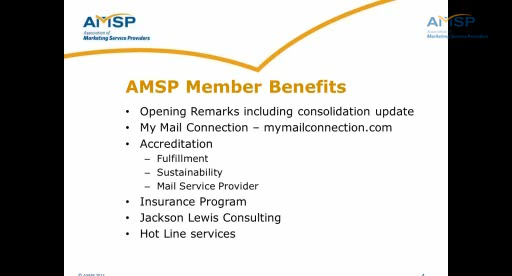 AMSP
Association of
Marketing Service Providers
AMSP
Association of
Marketing Service Providers
AMSP Member Benefits
• Opening Remarks including consolidation update
• My Mail Connection – mymailconnection.com
• Accreditation
– Fulfillment
– Sustainability
– Mail Service Provider
• Insurance Program
• Jackson Lewis Consulting
• Hot Line services